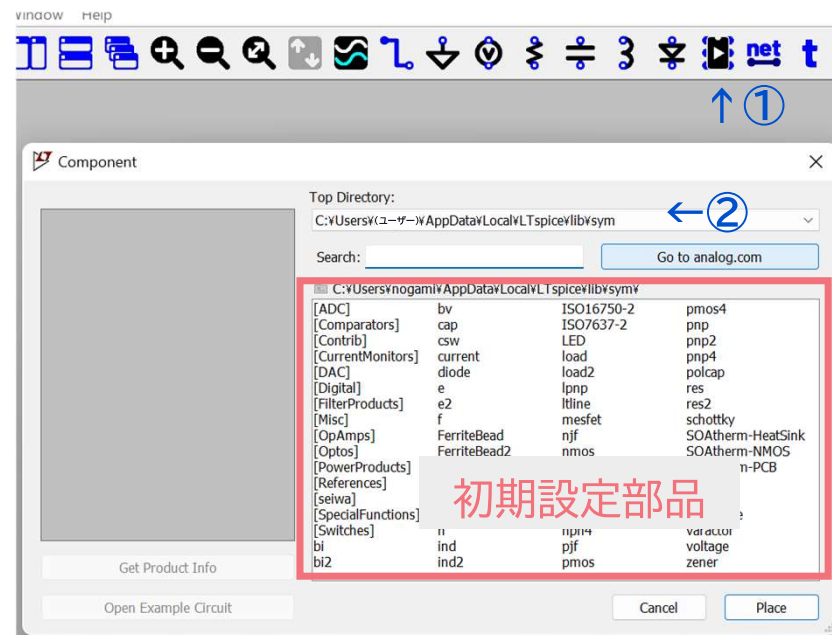 Window Help
net t
↑①
Component
Top Directory:
C:¥Users¥(ユーザー)¥AppData¥Local¥LTspice¥lib¥sym ←②
Search: Go to analog.com
C:¥Users¥nogami¥AppData¥Local¥LTspice¥lib¥sym¥
[ADC] bv ISO16750-2 pmos4
[Comparators] cap ISO7637-2 pnp
[Contrib] csw LED pnp2
[CurrentMonitors] current load pnp4
[DAC] diode load2 polcap
[Digital] e lpnp res
[FilterProducts] e2 ltline res2
[Misc] f mesfet schottky
[OpAmps] FerriteBead njf SOAtherm-HeatSink
[Optos] FerriteBead2 nmos SOAtherm-NMOS
[PowerProducts]
[References]
[seiwa] 初期設定部品
[SpecialFunctions]
[Switches] varactor
bi ind pjf voltage
bi2 ind2 pmos zener
Get Product Info
Open Example Circuit Cancel Place